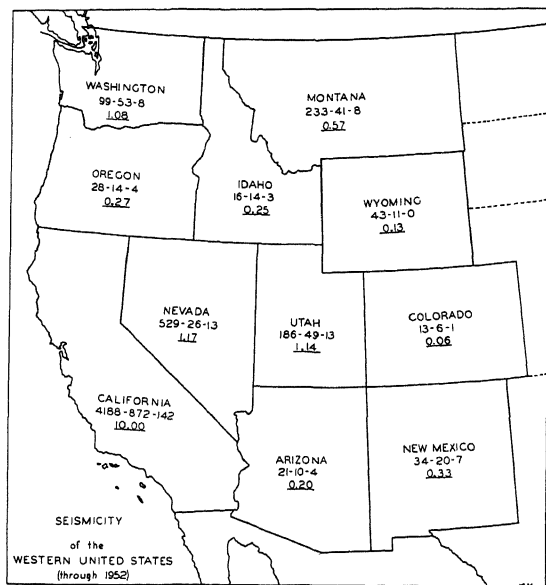 WASHINGTON
99-53-8
1.08
MONTANA
233-41-8
0.57
OREGON
28-14-4
0.27
IDAHO
16-14-3
0.25
WYOMING
43-11-0
0.13
NEVADA
529-26-13
1.17
UTAH
186-49-13
1.14
COLORADO
13-6-1
0.06
CALIFORNIA
4188-872-142
10.00
ARIZONA
21-10-4
0.20
NEW MEXICO
34-20-7
0.33
SEISMICITY
of the
WESTERN UNITED STATES
(through 1952)